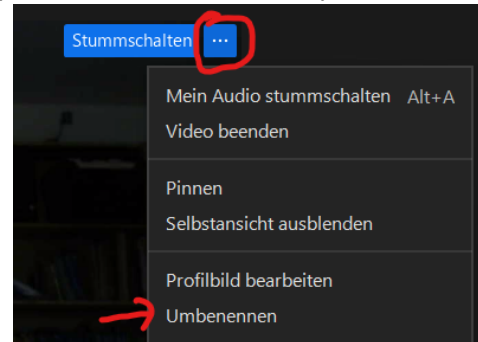 Stummschalten ...
Mein Audio stummschalten Alt+A
Video beenden
Pinnen
Selbstansicht ausblenden
Profilbild bearbeiten
Umbenennen